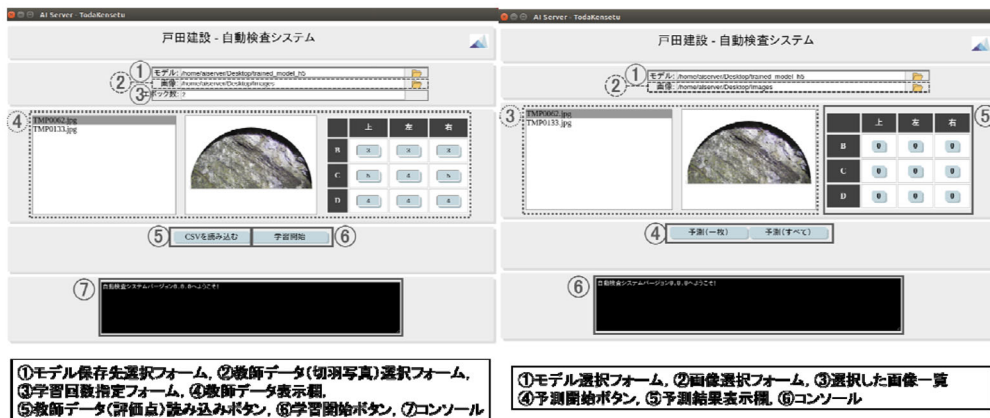 AI Server - TodaKensetu
戸田建設 - 自動検査システム
① モデル: /home/aiserver/Desktop/trained_model_h5
② 画像: /home/aiserver/Desktop/images
③ エポック数: 2
④
TMP0062.jpg
TMP0133.jpg
上 左 右
B 3 3 3
C 5 4 5
D 4 4 4
⑤ CSVを読み込む 学習開始 ⑥
⑦ 自動検査システムバージョン0.0.0へようこそ!
①モデル保存先選択フォーム, ②教師データ(切羽写真)選択フォーム,
③学習回数指定フォーム, ④教師データ表示欄,
⑤教師データ(評価点)読み込みボタン, ⑥学習開始ボタン, ⑦コンソール
AI Server - TodaKensetu
戸田建設 - 自動検査システム
① モデル: /home/aiserver/Desktop/trained_model_h5
② 画像: /home/aiserver/Desktop/images
③
TMP0062.jpg
TMP0133.jpg
⑤
上 左 右
B 0 0 0
C 0 0 0
D 0 0 0
④ 予測(一枚) 予測(すべて)
⑥ 自動検査システムバージョン0.0.0へようこそ!
①モデル選択フォーム, ②画像選択フォーム, ③選択した画像一覧
④予測開始ボタン, ⑤予測結果表示欄, ⑥コンソール